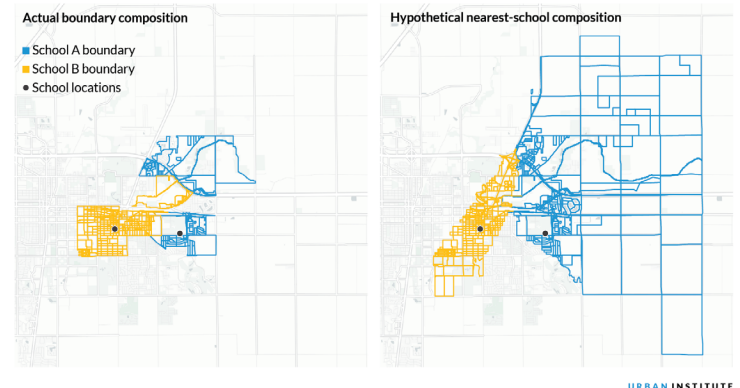 Actual boundary composition
School A boundary
School B boundary
School locations
Hypothetical nearest-school composition
URBAN INSTITUTE